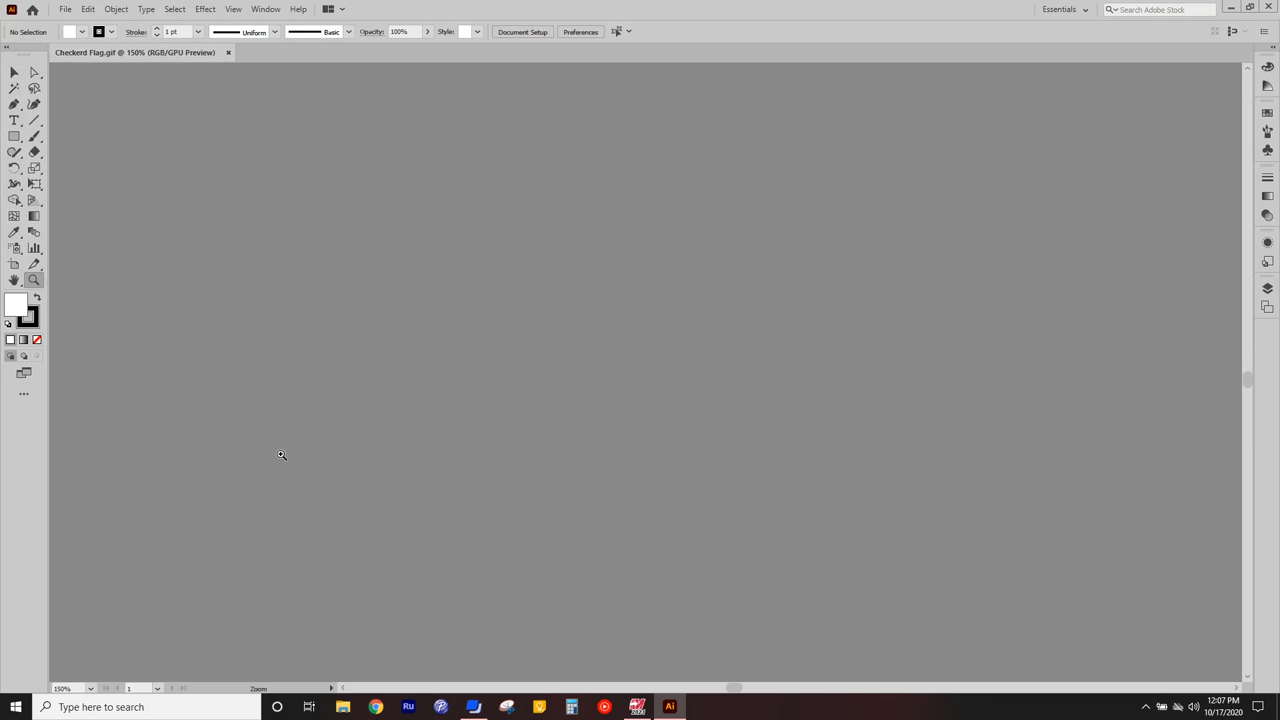 Ai File Edit Object Type Select Effect View Window Help Essentials Search Adobe Stock
No Selection Stroke: 1 pt Uniform Basic Opacity: 100% Style: Document Setup Preferences
Checkerd Flag.gif @ 150% (RGB/GPU Preview)
T
150% 1 Zoom
Type here to search Ru Ai 12:07 PM
10/17/2020